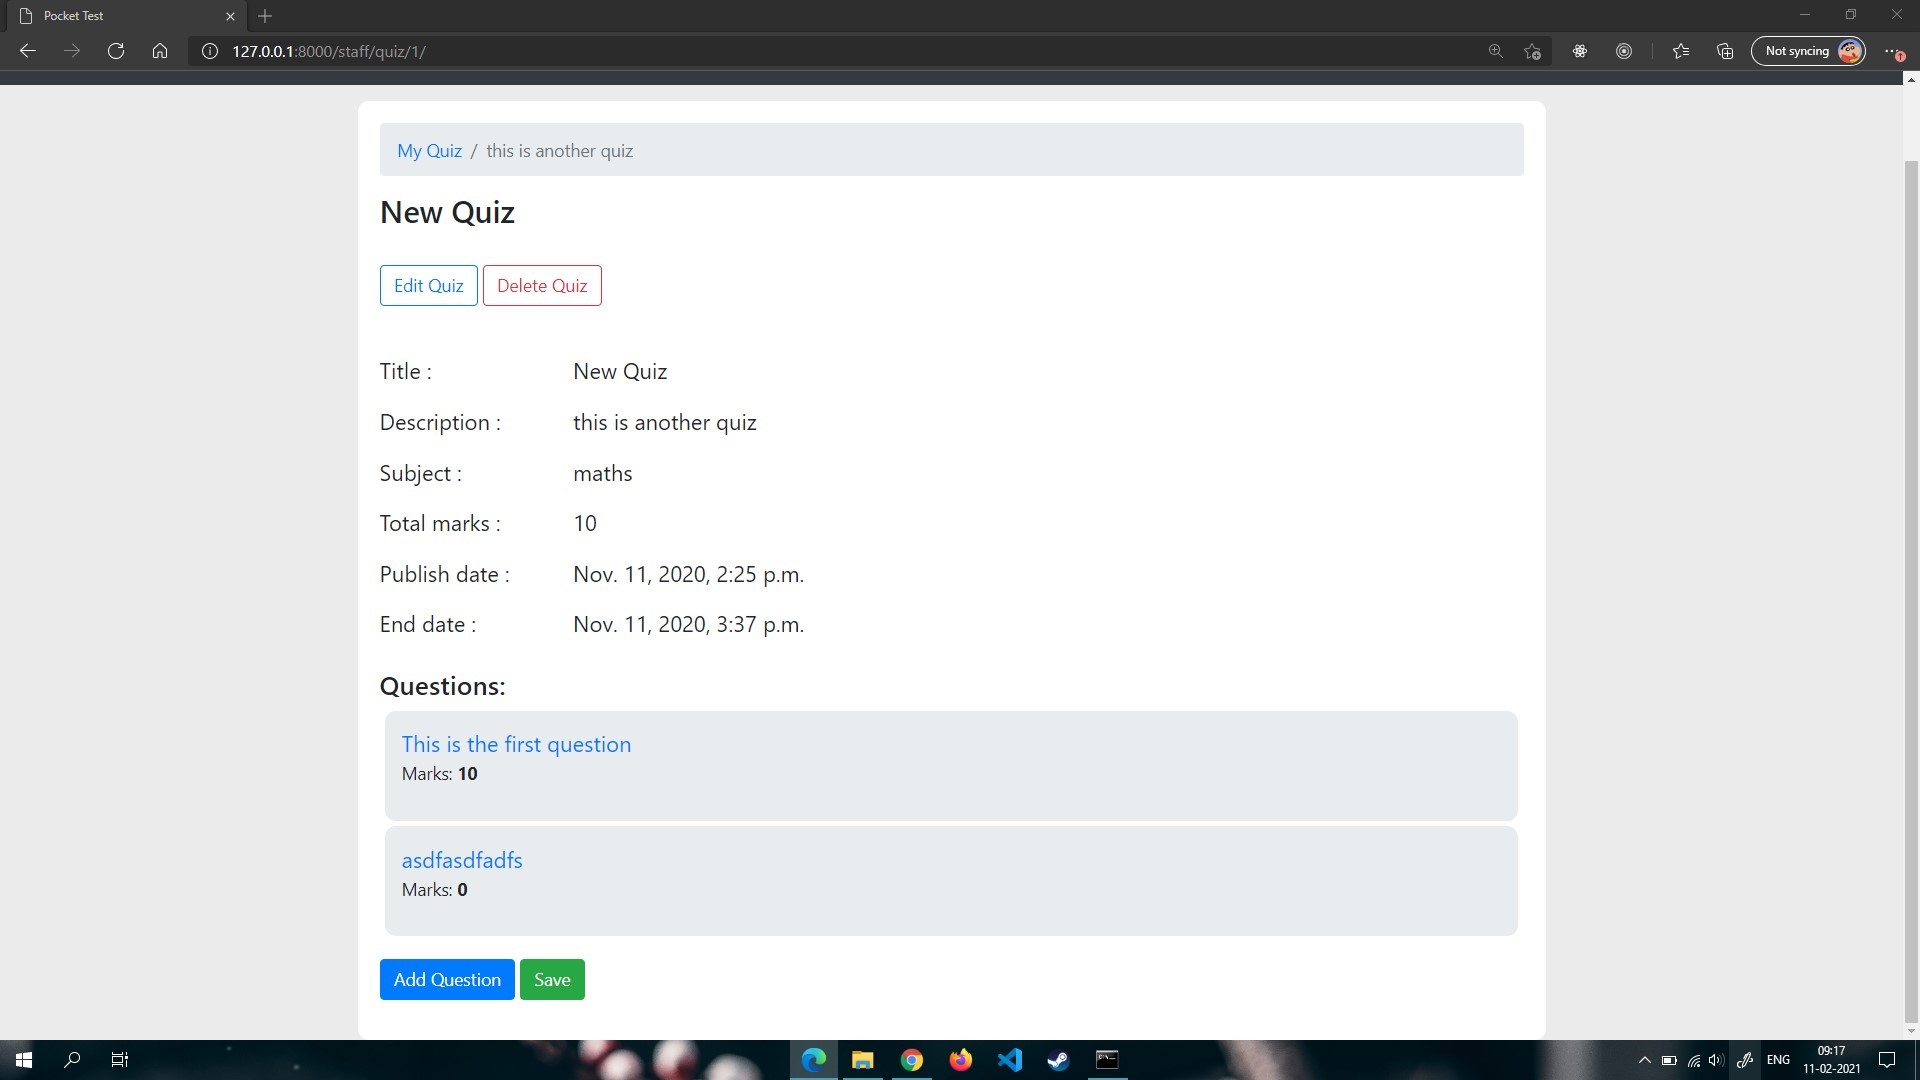 Pocket Test
127.0.0.1:8000/staff/quiz/1/
Not syncing
My Quiz / this is another quiz
New Quiz
Edit Quiz Delete Quiz
Title : New Quiz
Description : this is another quiz
Subject : maths
Total marks : 10
Publish date : Nov. 11, 2020, 2:25 p.m.
End date : Nov. 11, 2020, 3:37 p.m.
Questions:
This is the first question
Marks: 10
asdfasdfadfs
Marks: 0
Add Question Save
ENG
09:17
11-02-2021